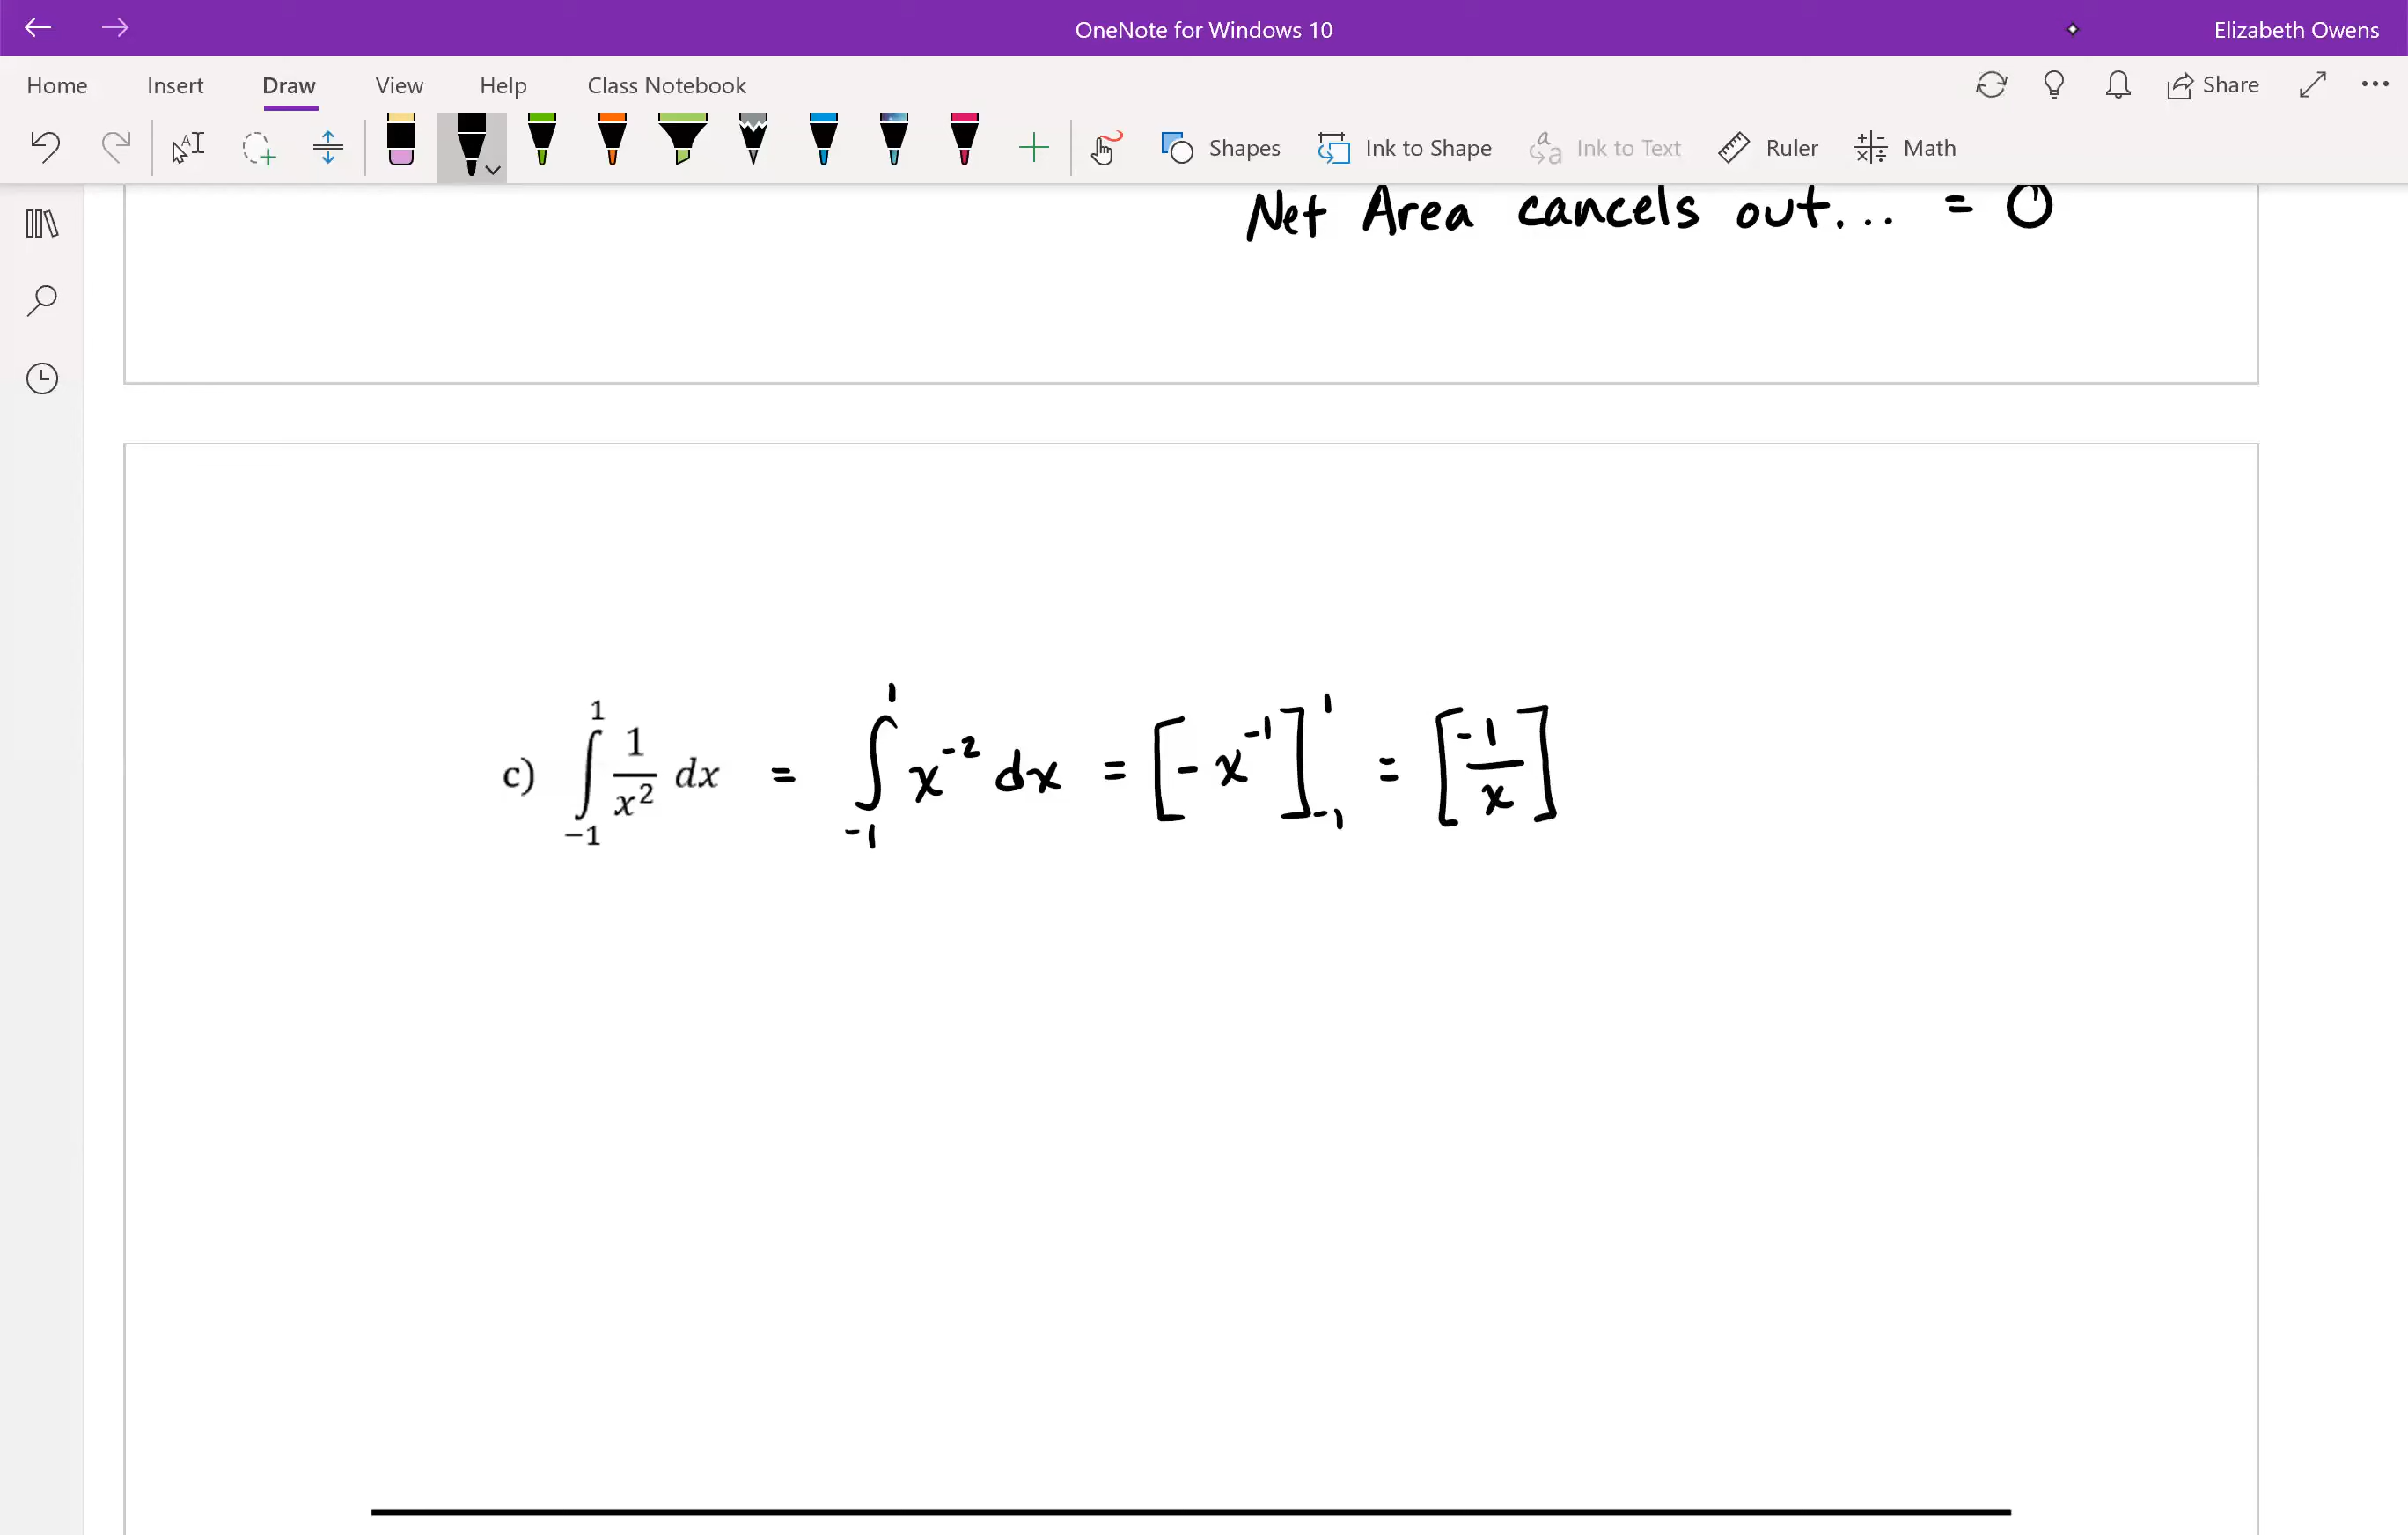 OneNote for Windows 10
Elizabeth Owens
Home Insert Draw View Help Class Notebook Share
Shapes Ink to Shape Ink to Text Ruler Math
Net Area cancels out... = 0
c) ∫₋₁¹ 1/x² dx = ∫₋₁¹ x⁻² dx = [-x⁻¹]₋₁¹ = [-1/x]